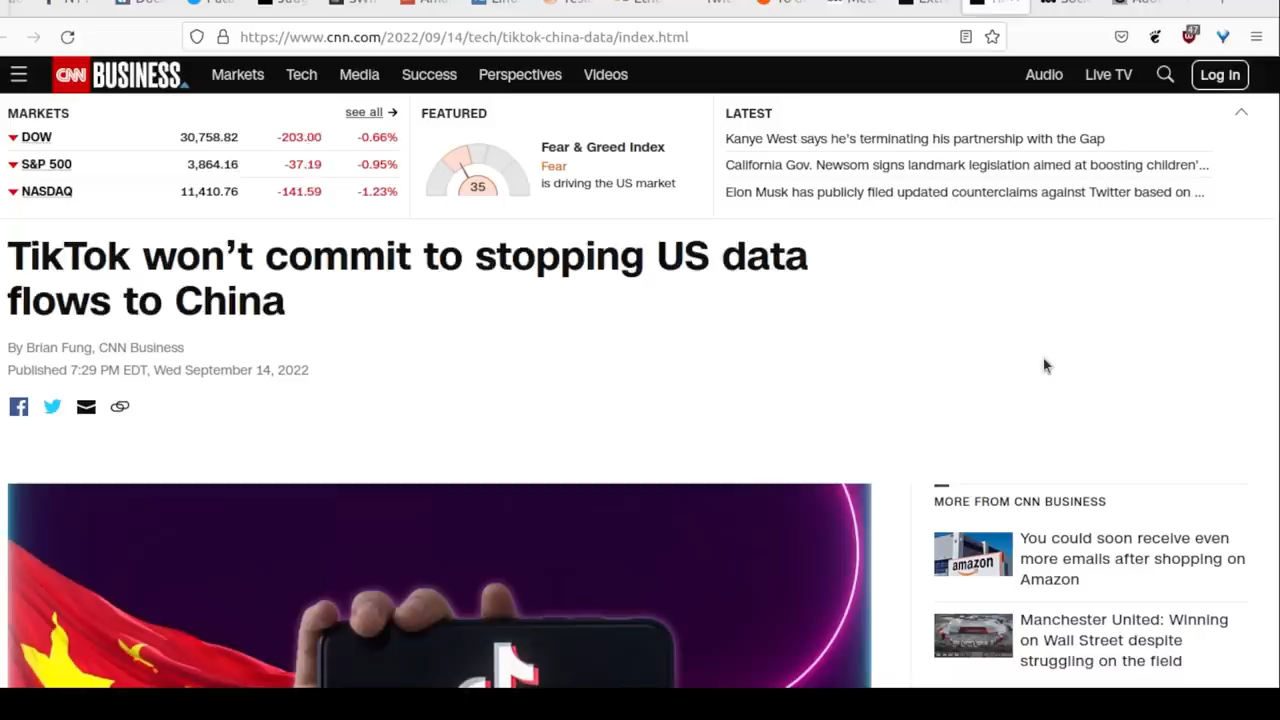 https://www.cnn.com/2022/09/14/tech/tiktok-china-data/index.html
47
CNN BUSINESS Markets Tech Media Success Perspectives Videos Audio Live TV Log In
MARKETS see all →
DOW 30,758.82 -203.00 -0.66%
S&P 500 3,864.16 -37.19 -0.95%
NASDAQ 11,410.76 -141.59 -1.23%
FEATURED
35
Fear & Greed Index
Fear
is driving the US market
LATEST
Kanye West says he's terminating his partnership with the Gap
California Gov. Newsom signs landmark legislation aimed at boosting children'...
Elon Musk has publicly filed updated counterclaims against Twitter based on ...
TikTok won’t commit to stopping US data
flows to China
By Brian Fung, CNN Business
Published 7:29 PM EDT, Wed September 14, 2022
MORE FROM CNN BUSINESS
amazon
You could soon receive even
more emails after shopping on
Amazon
Manchester United: Winning
on Wall Street despite
struggling on the field